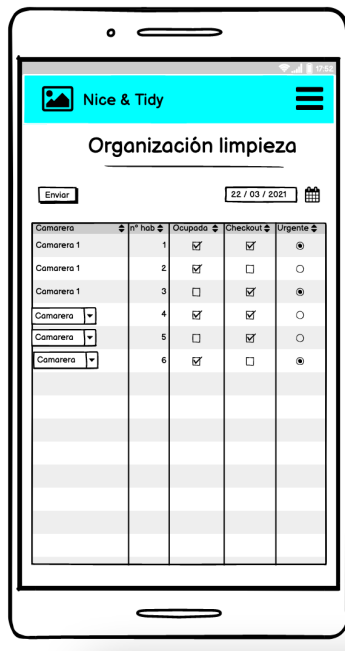 17:52
Nice & Tidy
Organización limpieza
Enviar 22 / 03 / 2021
Camarera nº hab Ocupada Checkout Urgente
Camarera 1 1
Camarera 1 2
Camarera 1 3
Camarera 4
Camarera 5
Camarera 6